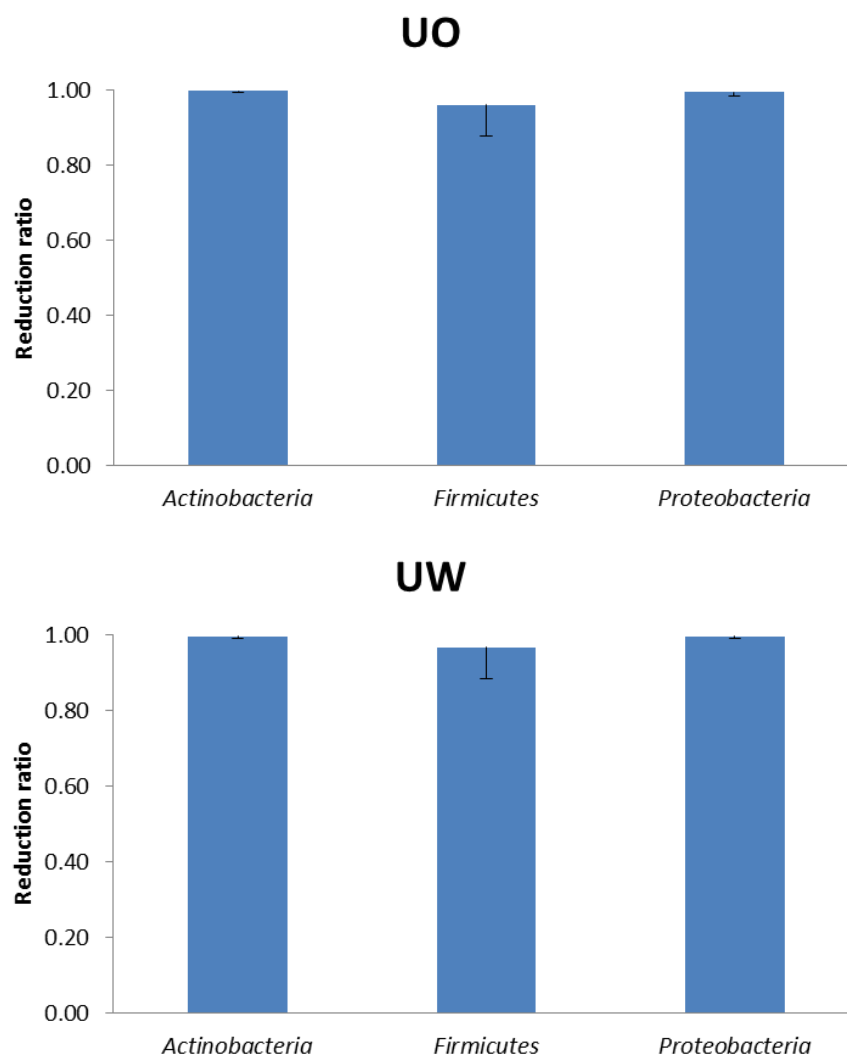 UO
1.00
0.80
0.60
0.40
0.20
0.00
Reduction ratio
Actinobacteria Firmicutes Proteobacteria
UW
1.00
0.80
0.60
0.40
0.20
0.00
Reduction ratio
Actinobacteria Firmicutes Proteobacteria